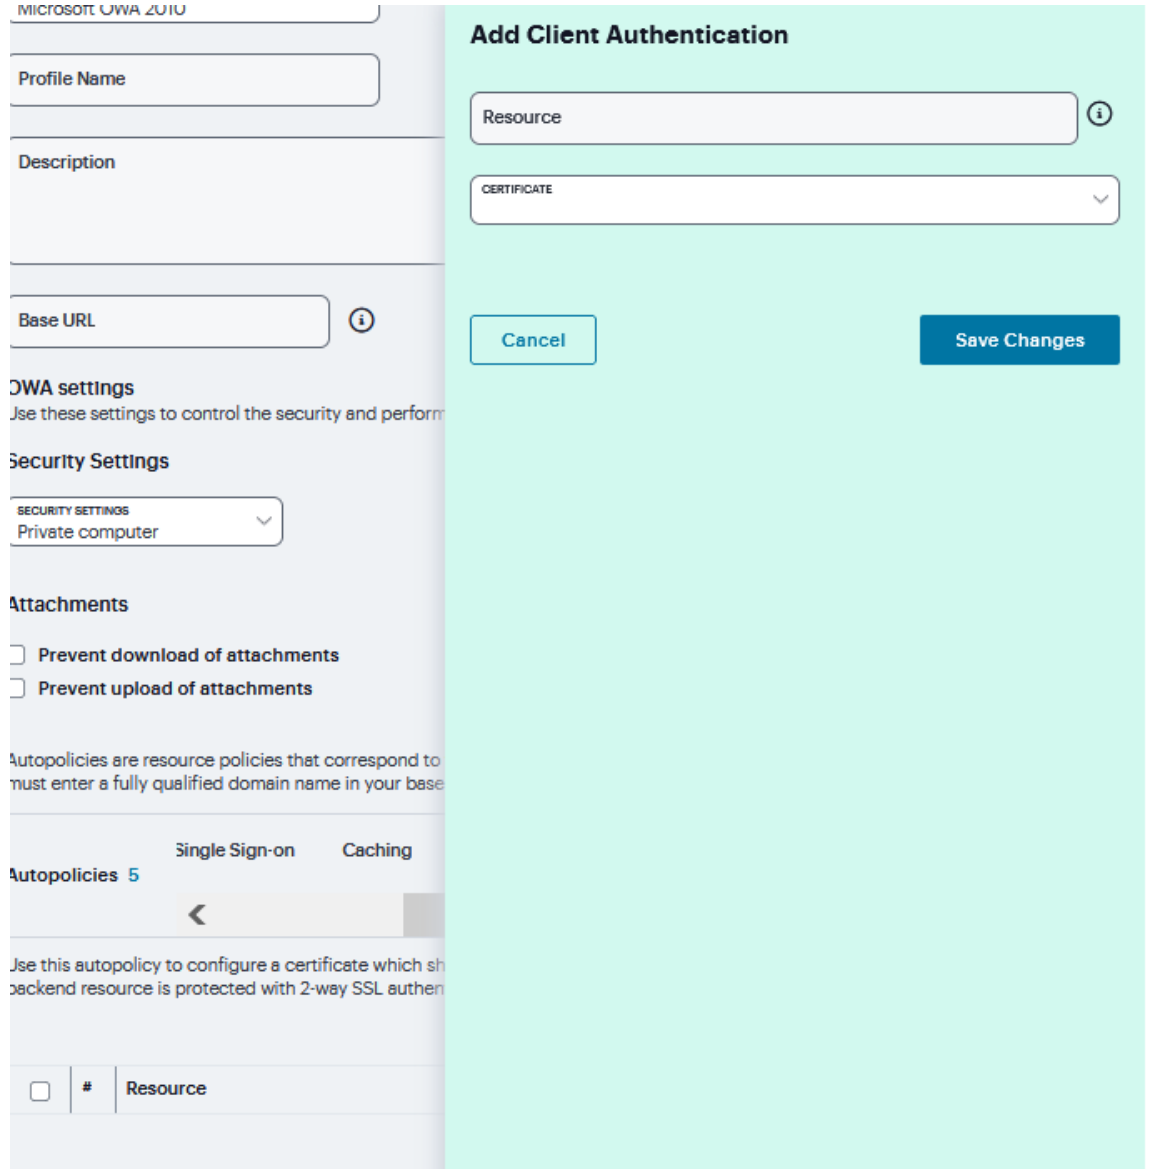 Microsoft OWA 2010
Profile Name
Description
Base URL
OWA settings
Use these settings to control the security and perform
Security Settings
SECURITY SETTINGS
Private computer
Attachments
Prevent download of attachments
Prevent upload of attachments
Autopolicies are resource policies that correspond to
must enter a fully qualified domain name in your base
Single Sign-on Caching
Autopolicies 5
Use this autopolicy to configure a certificate which sh
backend resource is protected with 2-way SSL authen
# Resource
Add Client Authentication
Resource
CERTIFICATE
Cancel Save Changes